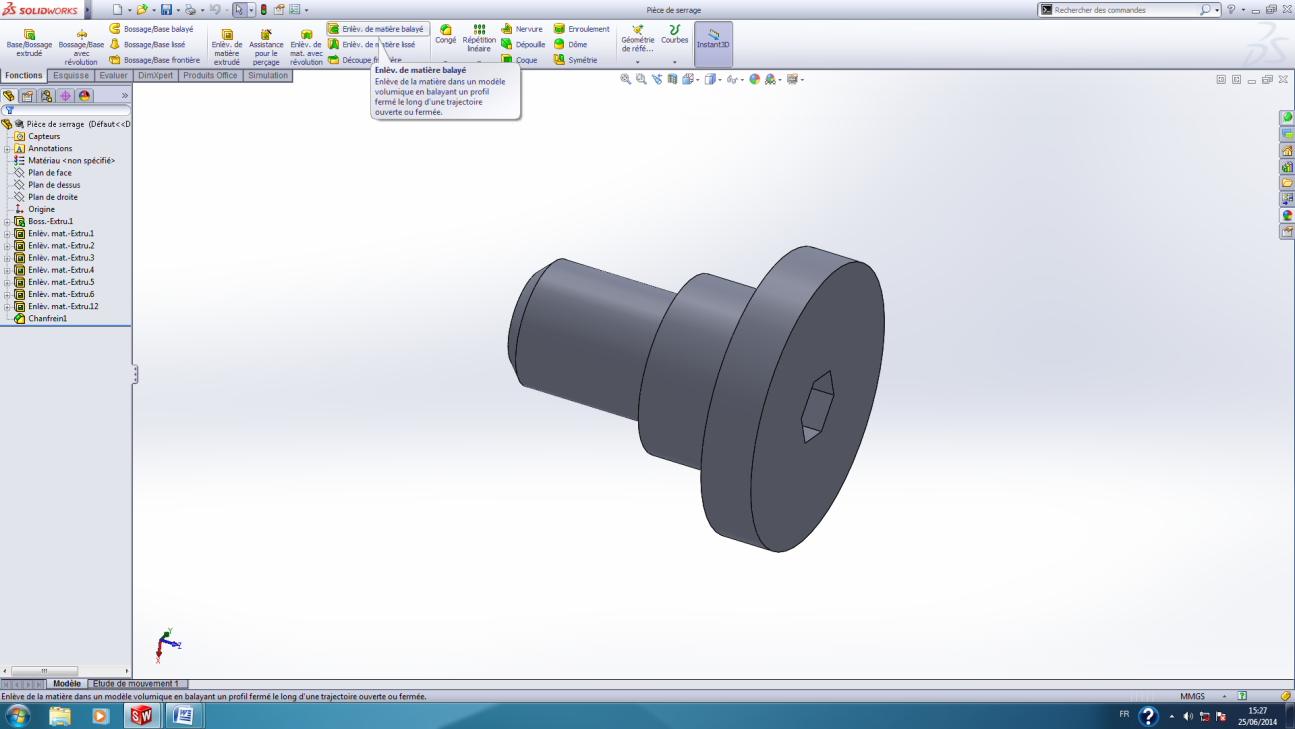 SOLIDWORKS
Pièce de serrage
Rechercher des commandes
Base/Bossage extrudé
Bossage/Base avec révolution
Bossage/Base balayé
Bossage/Base lissé
Bossage/Base frontière
Enlèv. de matière extrudé
Assistance pour le perçage
Enlèv. de mat. avec révolution
Enlèv. de matière balayé
Enlèv. de matière lissé
Découpe frontière
Congé
Répétition linéaire
Nervure
Dépouille
Coque
Enroulement
Dôme
Symétrie
Géométrie de réfé...
Courbes
Instant3D
Fonctions
Esquisse
Evaluer
DimXpert
Produits Office
Simulation
Enlèv. de matière balayé
Enlève de la matière dans un modèle
volumique en balayant un profil
fermé le long d'une trajectoire
ouverte ou fermée.
Pièce de serrage (Défaut<<D
Capteurs
Annotations
Matériau <non spécifié>
Plan de face
Plan de dessus
Plan de droite
Origine
Boss.-Extru.1
Enlèv. mat.-Extru.1
Enlèv. mat.-Extru.2
Enlèv. mat.-Extru.3
Enlèv. mat.-Extru.4
Enlèv. mat.-Extru.5
Enlèv. mat.-Extru.6
Enlèv. mat.-Extru.12
Chanfrein1
Y
Z
X
Modèle
Etude de mouvement 1
Enlève de la matière dans un modèle volumique en balayant un profil fermé le long d'une trajectoire ouverte ou fermée.
MMGS
FR
15:27
25/06/2014